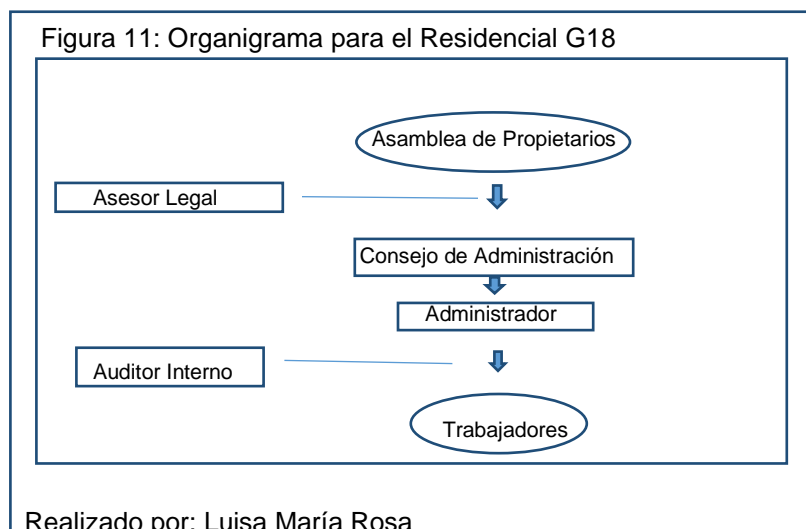 Figura 11: Organigrama para el Residencial G18
Asamblea de Propietarios
Asesor Legal
Consejo de Administración
Administrador
Auditor Interno
Trabajadores
Realizado por: Luisa María Rosa